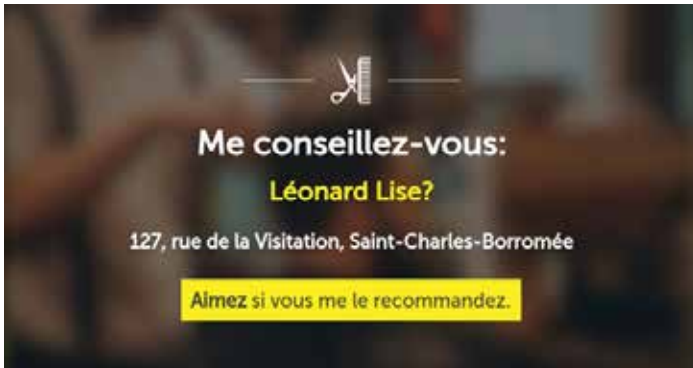 Me conseillez-vous:
Léonard Lise?
127, rue de la Visitation, Saint-Charles-Borromée
Aimez si vous me le recommandez.